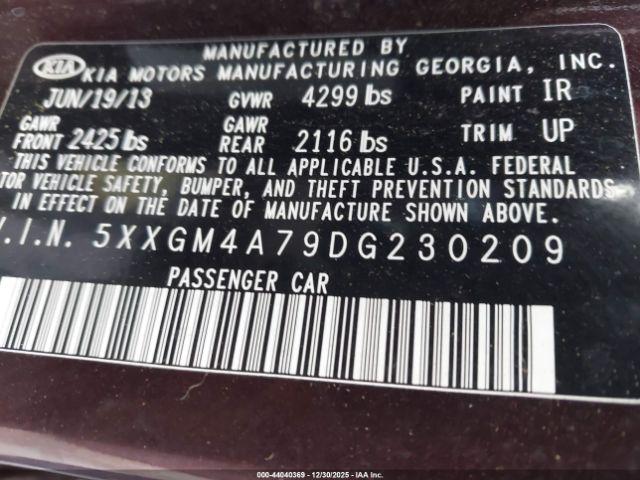 MANUFACTURED BY
KIA KIA MOTORS MANUFACTURING GEORGIA, INC.
JUN/19/13 GVWR 4299 lbs PAINT IR
GAWR FRONT 2425 lbs GAWR REAR 2116 lbs TRIM UP
THIS VEHICLE CONFORMS TO ALL APPLICABLE U.S.A. FEDERAL
TOR VEHICLE SAFETY, BUMPER, AND THEFT PREVENTION STANDARDS
IN EFFECT ON THE DATE OF MANUFACTURE SHOWN ABOVE.
.I.N. 5XXGM4A79DG230209
PASSENGER CAR
000-44040369 - 12/30/2025 - IAAI.COM